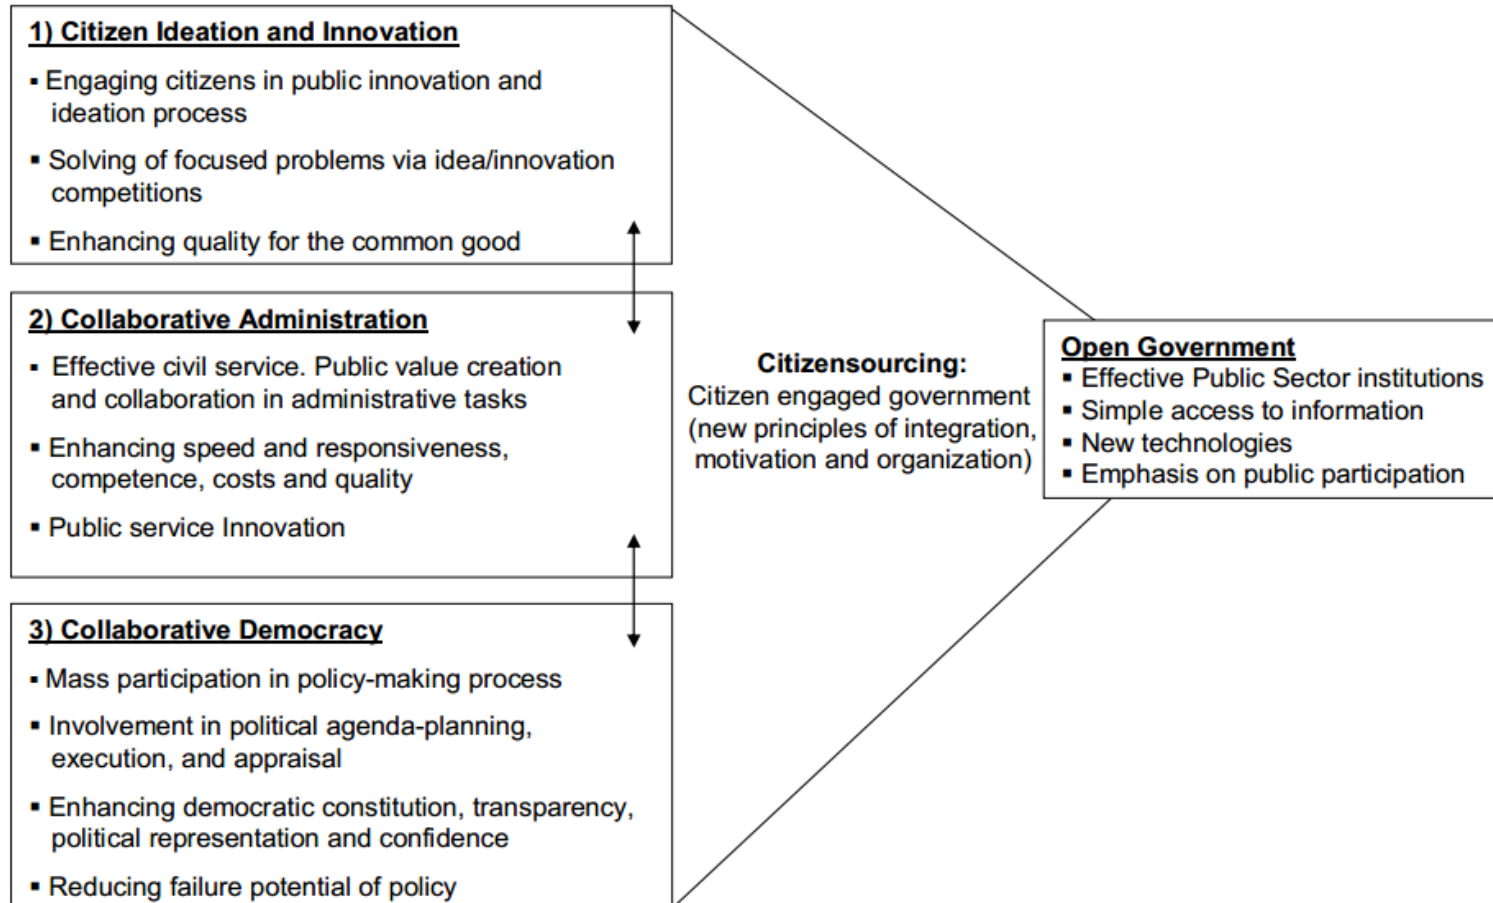 1) Citizen Ideation and Innovation
▪ Engaging citizens in public innovation and
ideation process
▪ Solving of focused problems via idea/innovation
competitions
▪ Enhancing quality for the common good
2) Collaborative Administration
▪ Effective civil service. Public value creation
and collaboration in administrative tasks
▪ Enhancing speed and responsiveness,
competence, costs and quality
▪ Public service Innovation
3) Collaborative Democracy
▪ Mass participation in policy-making process
▪ Involvement in political agenda-planning,
execution, and appraisal
▪ Enhancing democratic constitution, transparency,
political representation and confidence
▪ Reducing failure potential of policy
Citizensourcing:
Citizen engaged government
(new principles of integration,
motivation and organization)
Open Government
▪ Effective Public Sector institutions
▪ Simple access to information
▪ New technologies
▪ Emphasis on public participation